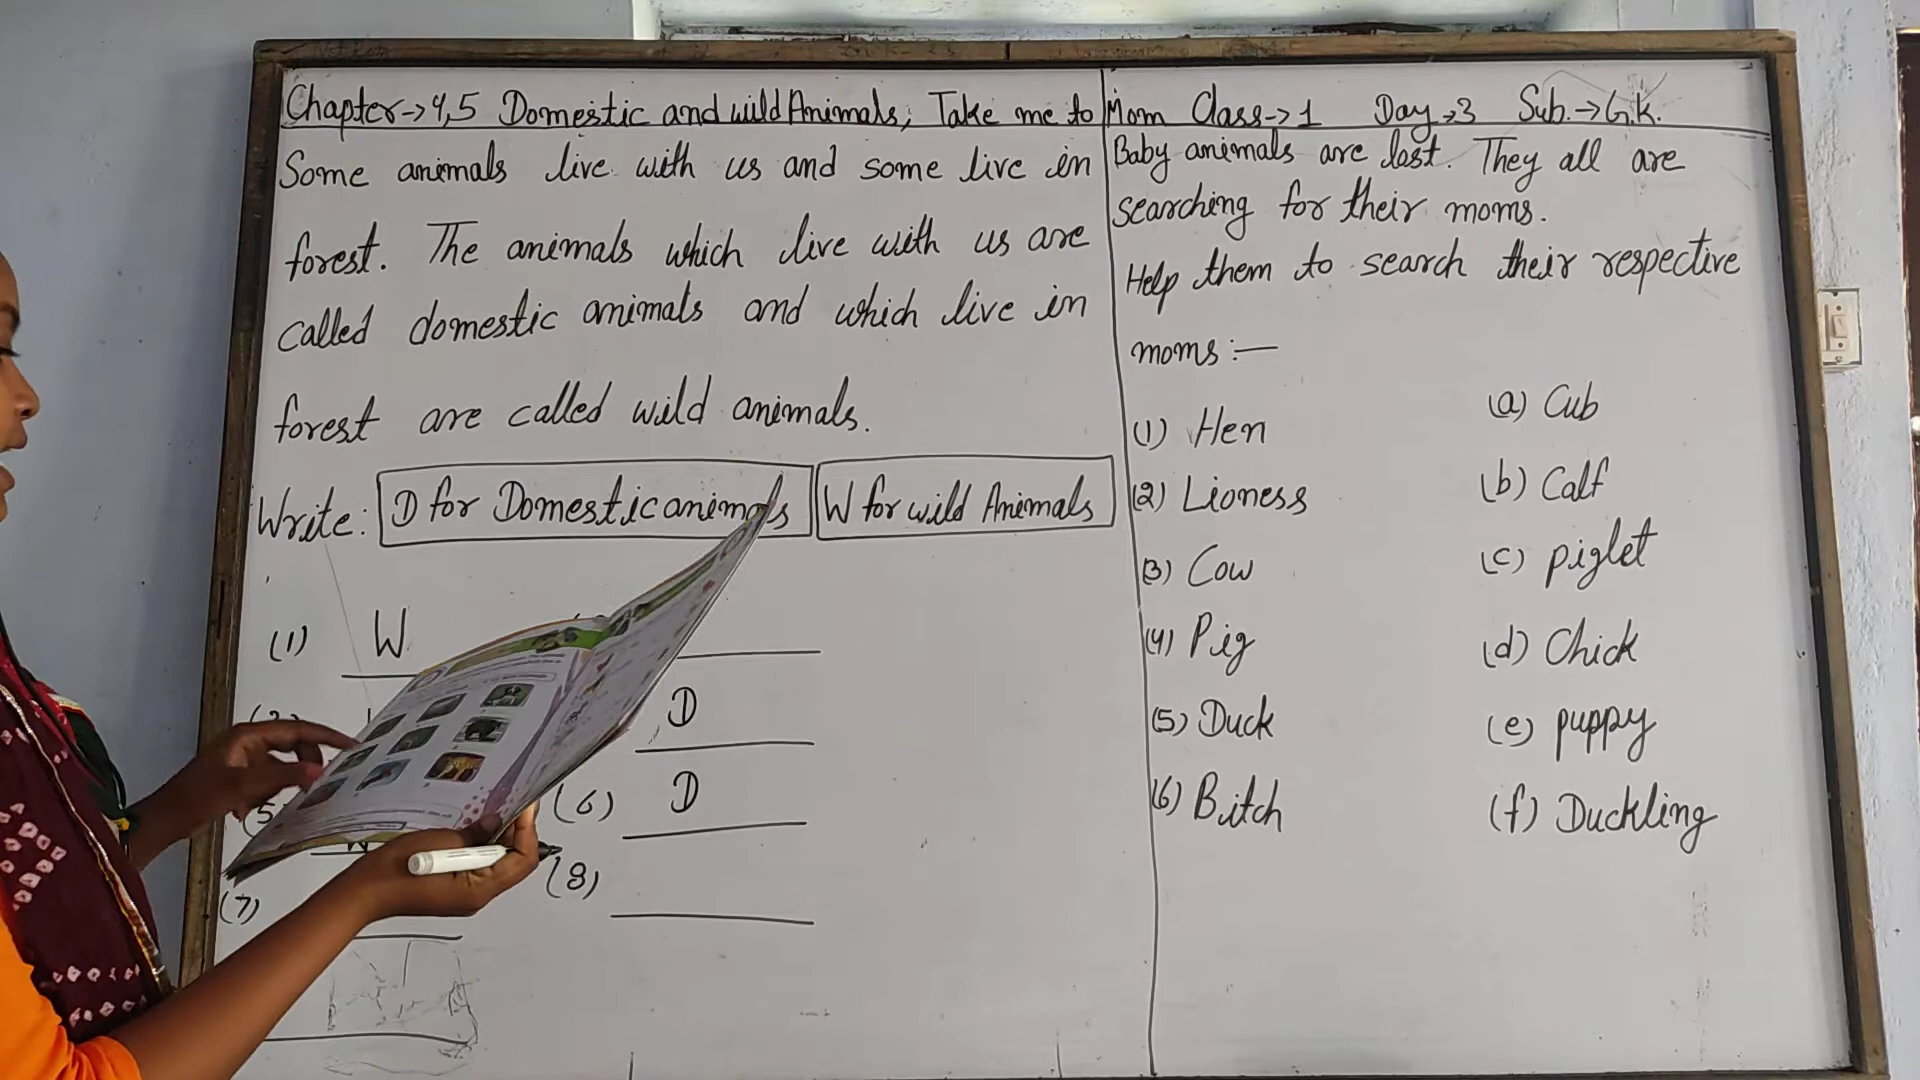 Chapter→4,5 Domestic and wild Animals, Take me to Mom Class→1 Day→3 Sub.→G.K.
Some animals live with us and some live in
forest. The animals which live with us are
called domestic animals and which live in
forest are called wild animals.
Write: D for Domestic animals W for wild Animals
(1) W
D
(5) W
(6) D
(7)
(8)
Baby animals are lost. They all are
searching for their moms.
Help them to search their respective
moms :—
(1) Hen (a) Cub
(2) Lioness (b) Calf
(3) Cow (c) piglet
(4) Pig (d) Chick
(5) Duck (e) puppy
(6) Bitch (f) Duckling